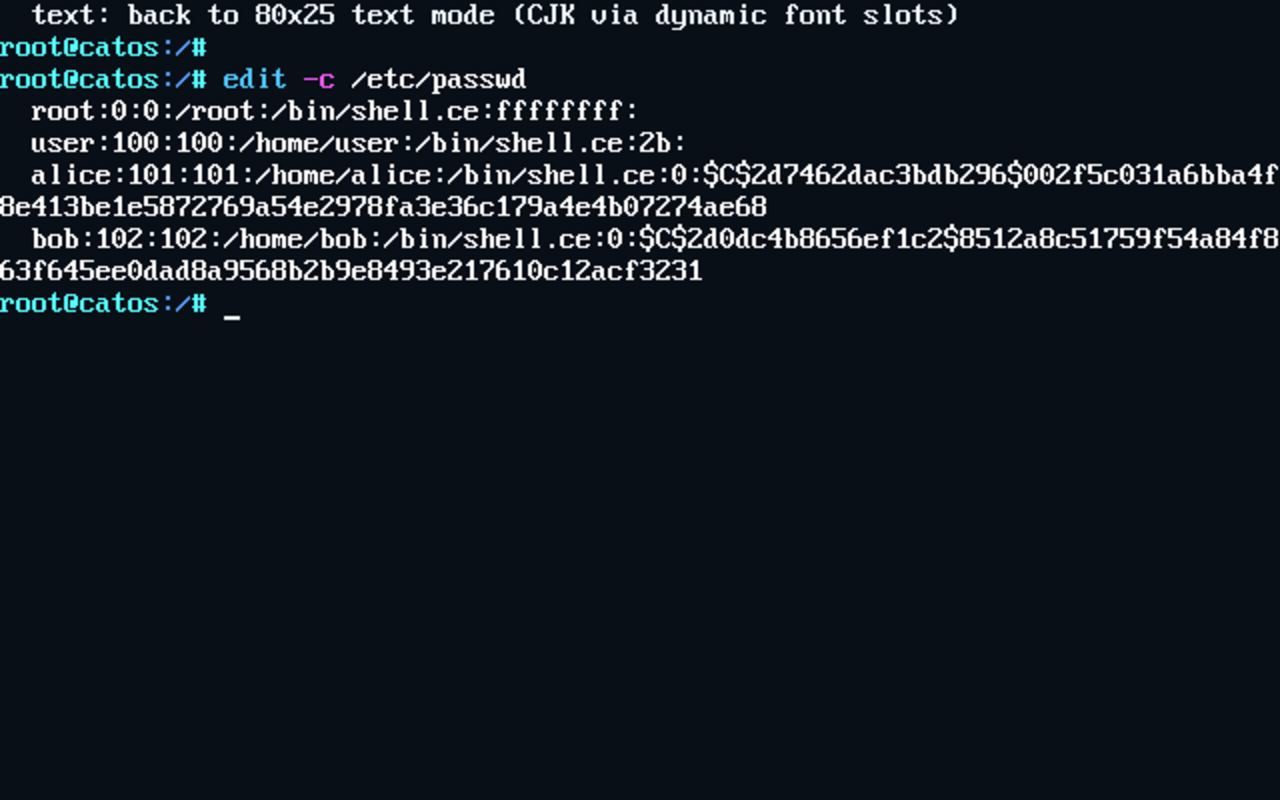 text: back to 80x25 text mode (CJK via dynamic font slots)
root@catos:/#
root@catos:/# edit -c /etc/passwd
root:0:0:/root:/bin/shell.ce:ffffffff:
user:100:100:/home/user:/bin/shell.ce:2b:
alice:101:101:/home/alice:/bin/shell.ce:0:$C$2d7462dac3bdb296$002f5c031a6bba4f
8e413be1e5872769a54e2978fa3e36c179a4e4b07274ae68
bob:102:102:/home/bob:/bin/shell.ce:0:$C$2d0dc4b8656ef1c2$8512a8c51759f54a84f8
63f645ee0dad8a9568b2b9e8493e217610c12acf3231
root@catos:/# _